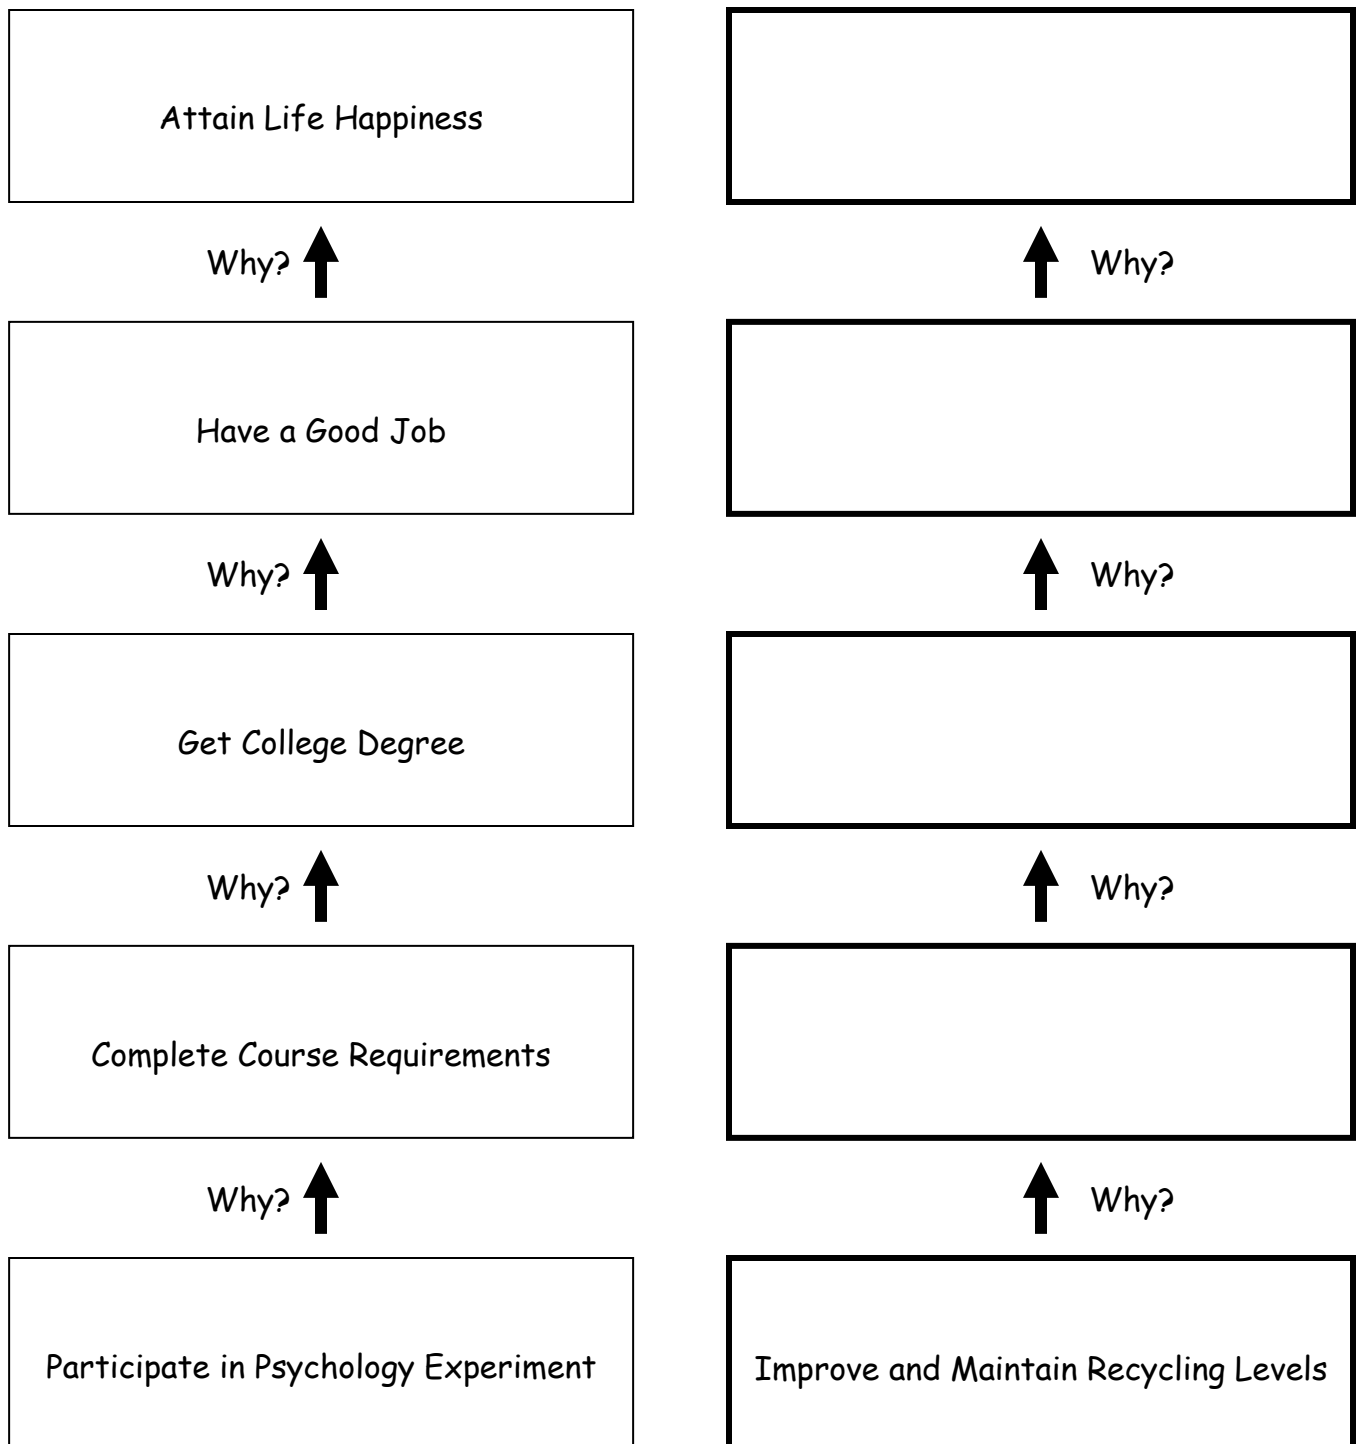 Attain Life Happiness
Why?
Why?
Have a Good Job
Why?
Why?
Get College Degree
Why?
Why?
Complete Course Requirements
Why?
Why?
Participate in Psychology Experiment
Improve and Maintain Recycling Levels